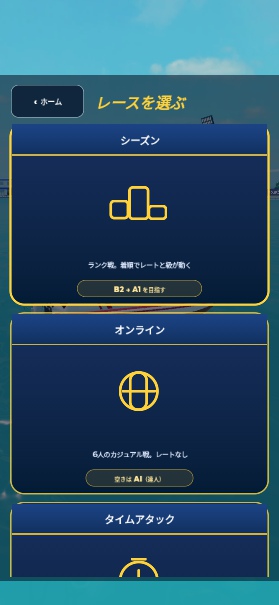 ‹ ホーム
レースを選ぶ
シーズン
ランク戦。着順でレートと級が動く
B2 → A1 を目指す
オンライン
6人のカジュアル戦。レートなし
空きは AI（達人）
タイムアタック